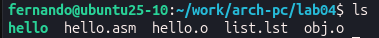 fernando@ubuntu25-10:~/work/arch-pc/lab04$ ls
hello  hello.asm  hello.o  list.lst  obj.o